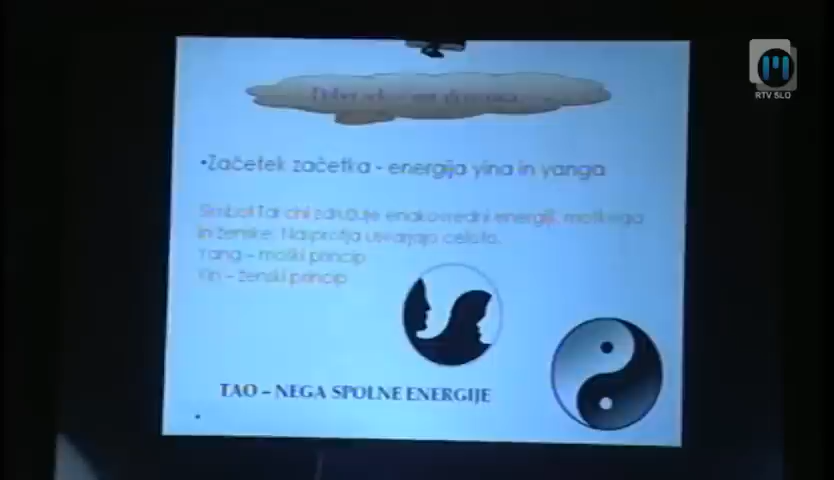 RTV SLO
•Začetek začetka - energija yina in yanga
Simbol Tai chi združuje enakovredni energiji, moškega
in ženske. Nasprotja ustvarjajo celoto.
Yang – moški princip
Yin – ženski princip
TAO – NEGA SPOLNE ENERGIJE